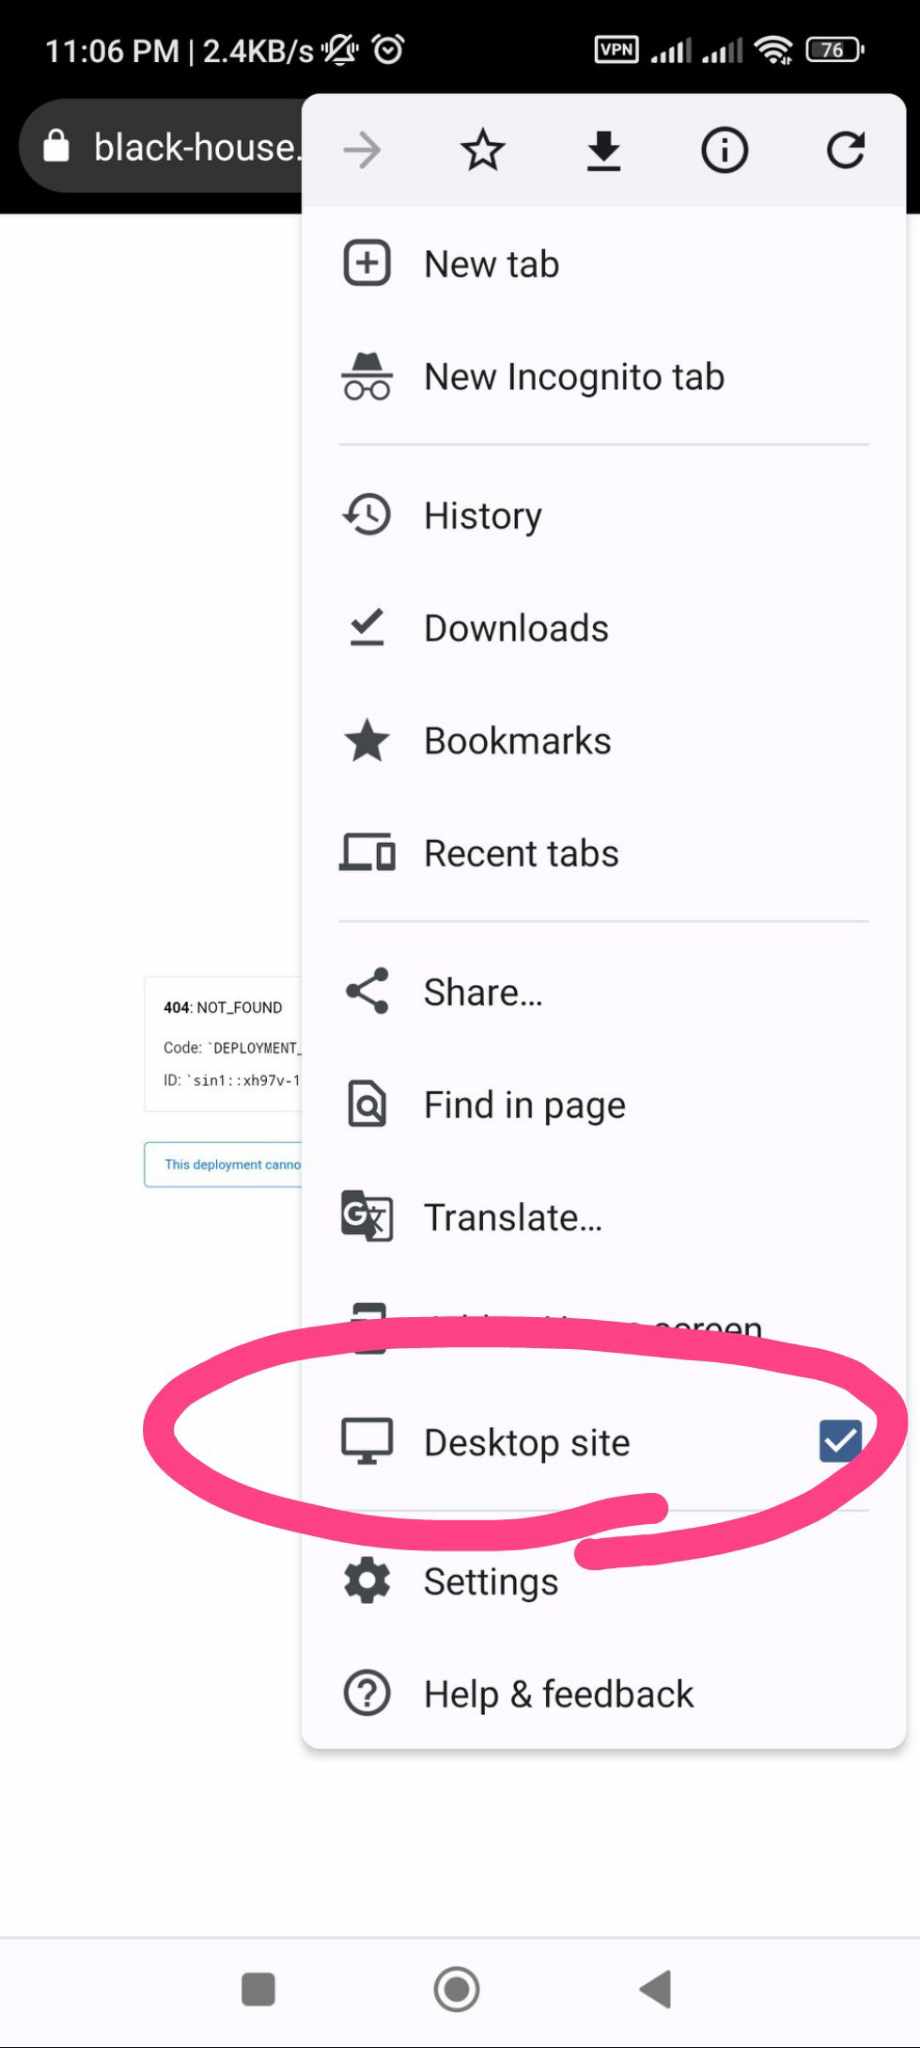 11:06 PM | 2.4KB/s
VPN
76
black-house.
New tab
New Incognito tab
History
Downloads
Bookmarks
Recent tabs
Share...
404: NOT_FOUND
Code: `DEPLOYMENT_
ID: `sin1::xh97v-1
Find in page
This deployment canno
Translate...
screen
Desktop site
Settings
Help & feedback